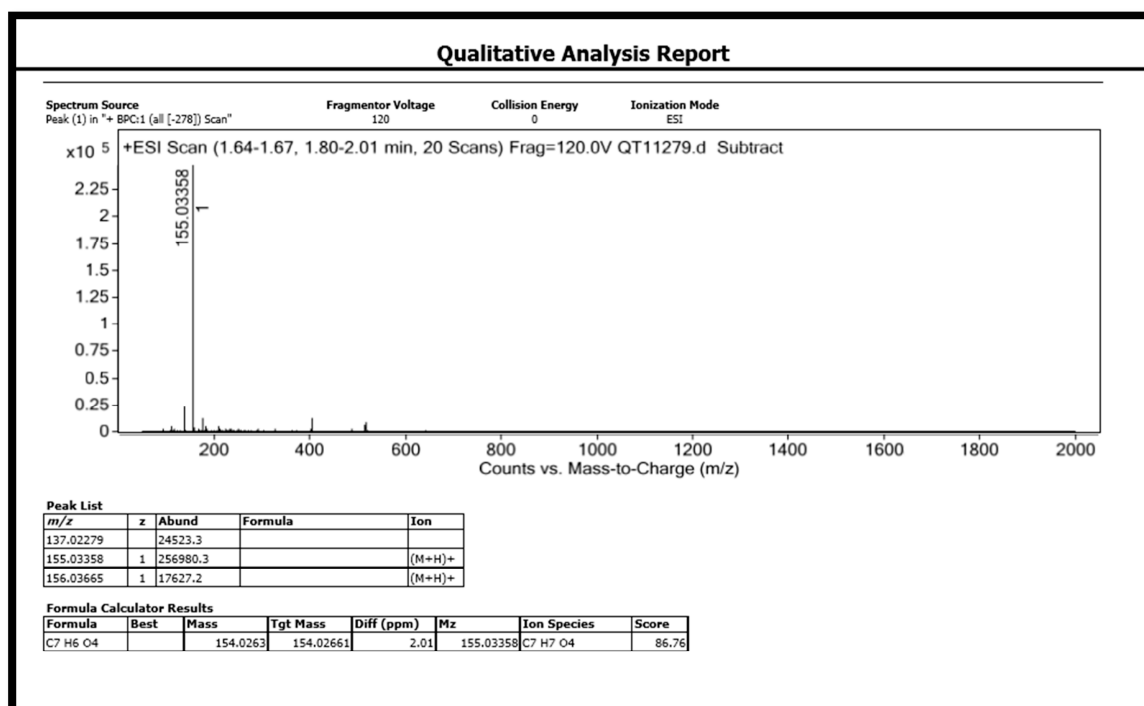 Qualitative Analysis Report
Spectrum Source Fragmentor Voltage Collision Energy Ionization Mode
Peak (1) in "+ BPC:1 (all [-278]) Scan" 120 0 ESI
x10 5 +ESI Scan (1.64-1.67, 1.80-2.01 min, 20 Scans) Frag=120.0V QT11279.d Subtract
155.03358
1
2.25
2
1.75
1.5
1.25
1
0.75
0.5
0.25
0
200 400 600 800 1000 1200 1400 1600 1800 2000
Counts vs. Mass-to-Charge (m/z)
Peak List
m/z z Abund Formula Ion
137.02279 24523.3
155.03358 1 256980.3 (M+H)+
156.03665 1 17627.2 (M+H)+
Formula Calculator Results
Formula Best Mass Tgt Mass Diff (ppm) Mz Ion Species Score
C7 H6 O4 154.0263 154.02661 2.01 155.03358 C7 H7 O4 86.76